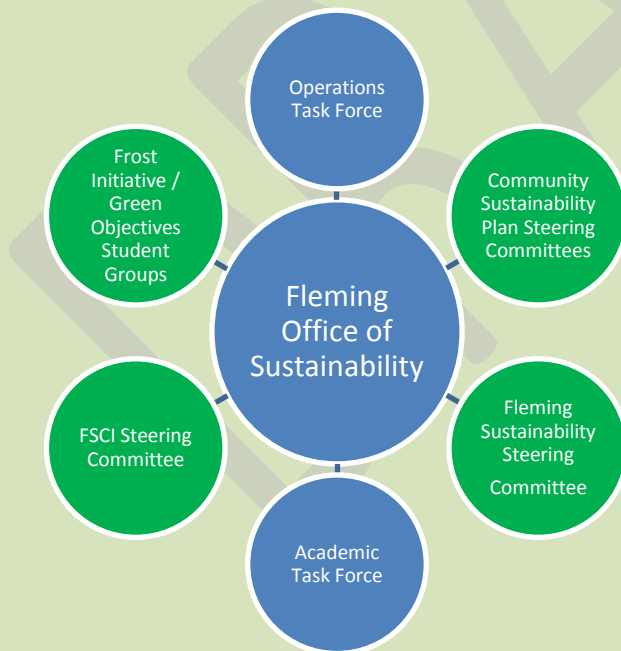 Operations
Task Force
Frost
Initiative /
Green
Objectives
Student
Groups
Community
Sustainability
Plan Steering
Committees
Fleming
Office of
Sustainability
FSCI Steering
Committee
Fleming
Sustainability
Steering
Committee
Academic
Task Force